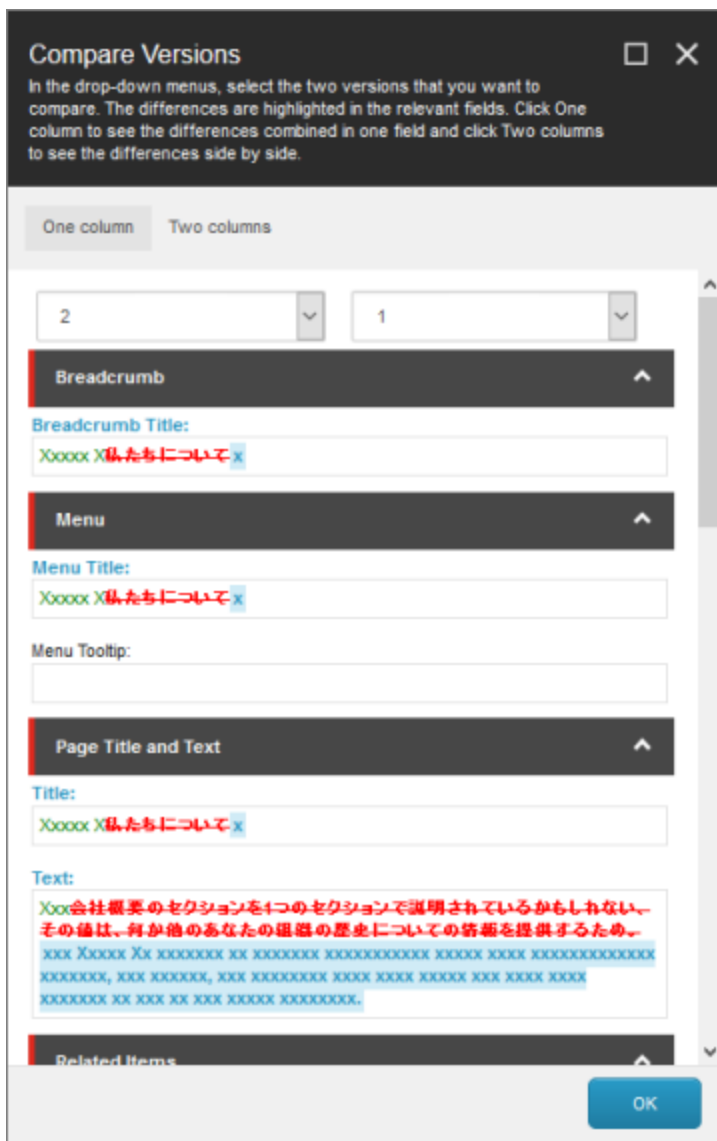 Compare Versions
In the drop-down menus, select the two versions that you want to
compare. The differences are highlighted in the relevant fields. Click One
column to see the differences combined in one field and click Two columns
to see the differences side by side.
One column Two columns
2 1
Breadcrumb
Breadcrumb Title:
Xxxxx X私たちについて x
Menu
Menu Title:
Xxxxx X私たちについて x
Menu Tooltip:
Page Title and Text
Title:
Xxxxx X私たちについて x
Text:
Xxx会社概要のセクションを1つのセクションで説明されているかもしれない、
その値は、何か他のあなたの組織の歴史についての情報を提供するため。
xxx Xxxxx Xx xxxxxxx xx xxxxxxx xxxxxxxxxxx xxxxx xxxx xxxxxxxxxxxxx
xxxxxxx, xxx xxxxxx, xxx xxxxxxxx xxxx xxxx xxxxx xxx xxxx xxxx
xxxxxxx xx xxx xx xxx xxxxx xxxxxxxx.
Related Items
OK